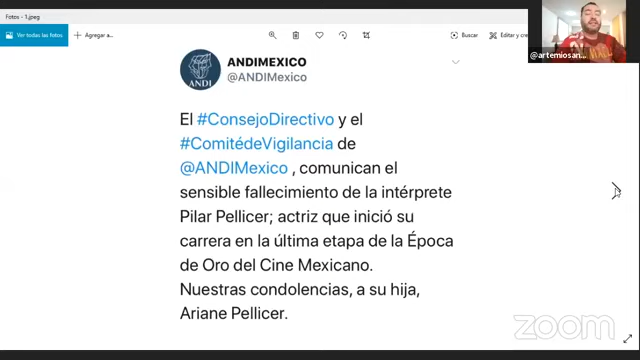 Fotos - 1.jpeg
Ver todas las fotos
Agregar a...
Buscar
Editar y cre
@artemiosan...
ANDI
ANDIMEXICO
@ANDIMexico
El #ConsejoDirectivo y el
#ComitédeVigilancia de
@ANDIMexico , comunican el
sensible fallecimiento de la intérprete
Pilar Pellicer; actriz que inició su
carrera en la última etapa de la Época
de Oro del Cine Mexicano.
Nuestras condolencias, a su hija,
Ariane Pellicer.
zoom